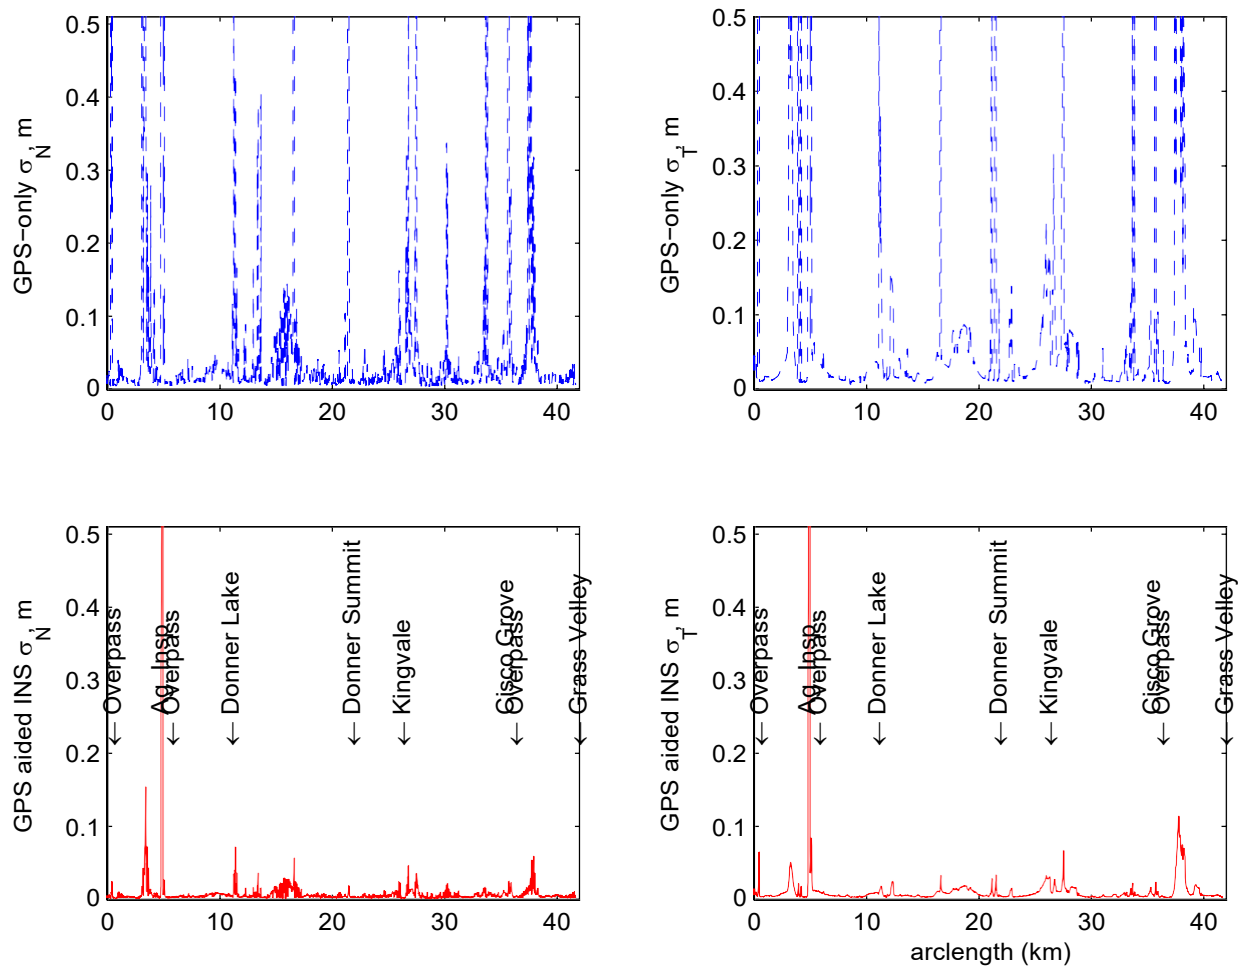 GPS−only σN, m
0.5
0.4
0.3
0.2
0.1
0
0 10 20 30 40
GPS−only σT, m
0.5
0.4
0.3
0.2
0.1
0
0 10 20 30 40
GPS aided INS σN, m
0.5
0.4
0.3
0.2
0.1
0
← Overpass
Ag. Insp.
← Overpass
← Donner Lake
← Donner Summit
← Kingvale
Cisco Grove
← Overpass
← Grass Velley
0 10 20 30 40
GPS aided INS σT, m
0.5
0.4
0.3
0.2
0.1
0
← Overpass
Ag. Insp.
← Overpass
← Donner Lake
← Donner Summit
← Kingvale
Cisco Grove
← Overpass
← Grass Velley
0 10 20 30 40
arclength (km)